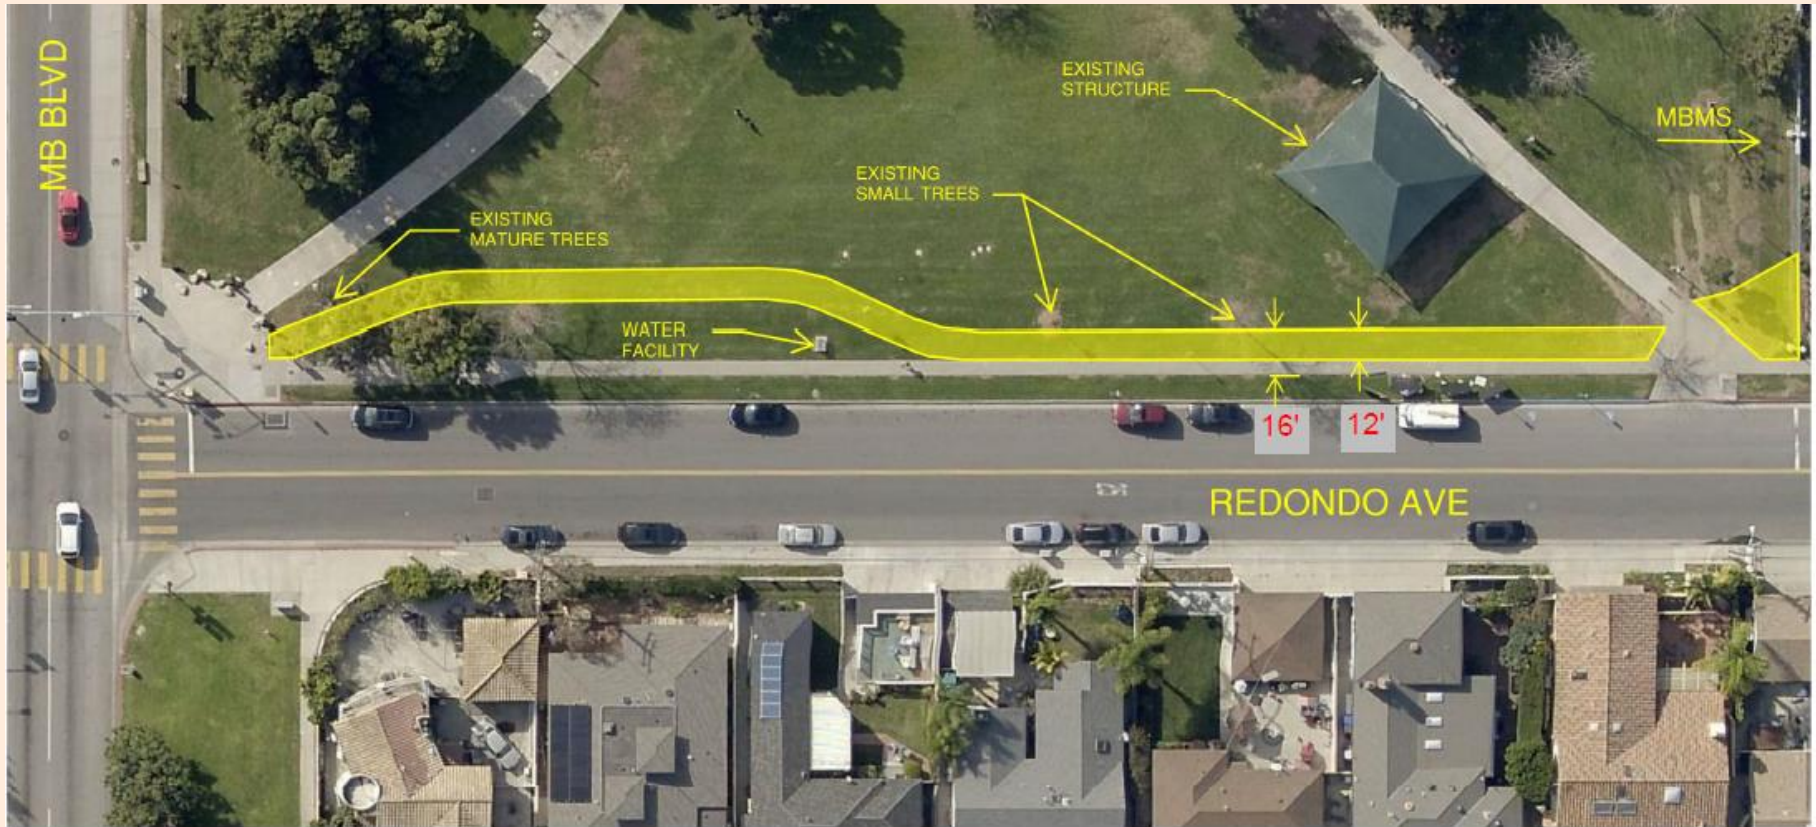 MB BLVD
EXISTING
STRUCTURE
MBMS
EXISTING
SMALL TREES
EXISTING
MATURE TREES
WATER
FACILITY
16'
12'
REDONDO AVE